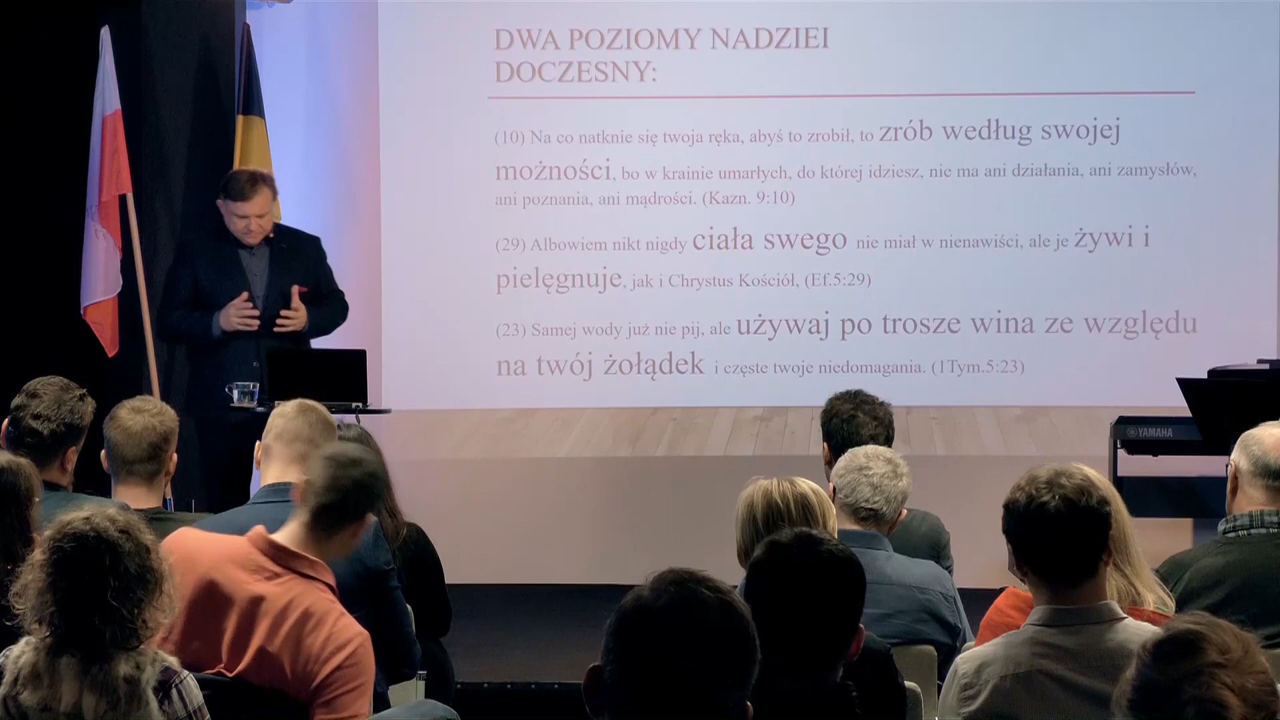 DWA POZIOMY NADZIEI
DOCZESNY:
(10) Na co natknie się twoja ręka, abyś to zrobił, to zrób według swojej
możności, bo w krainie umarłych, do której idziesz, nie ma ani działania, ani zamysłów,
ani poznania, ani mądrości. (Kazn. 9:10)
(29) Albowiem nikt nigdy ciała swego nie miał w nienawiści, ale je żywi i
pielęgnuje, jak i Chrystus Kościół, (Ef.5:29)
(23) Samej wody już nie pij, ale używaj po trosze wina ze względu
na twój żołądek i częste twoje niedomagania. (1Tym.5:23)
YAMAHA